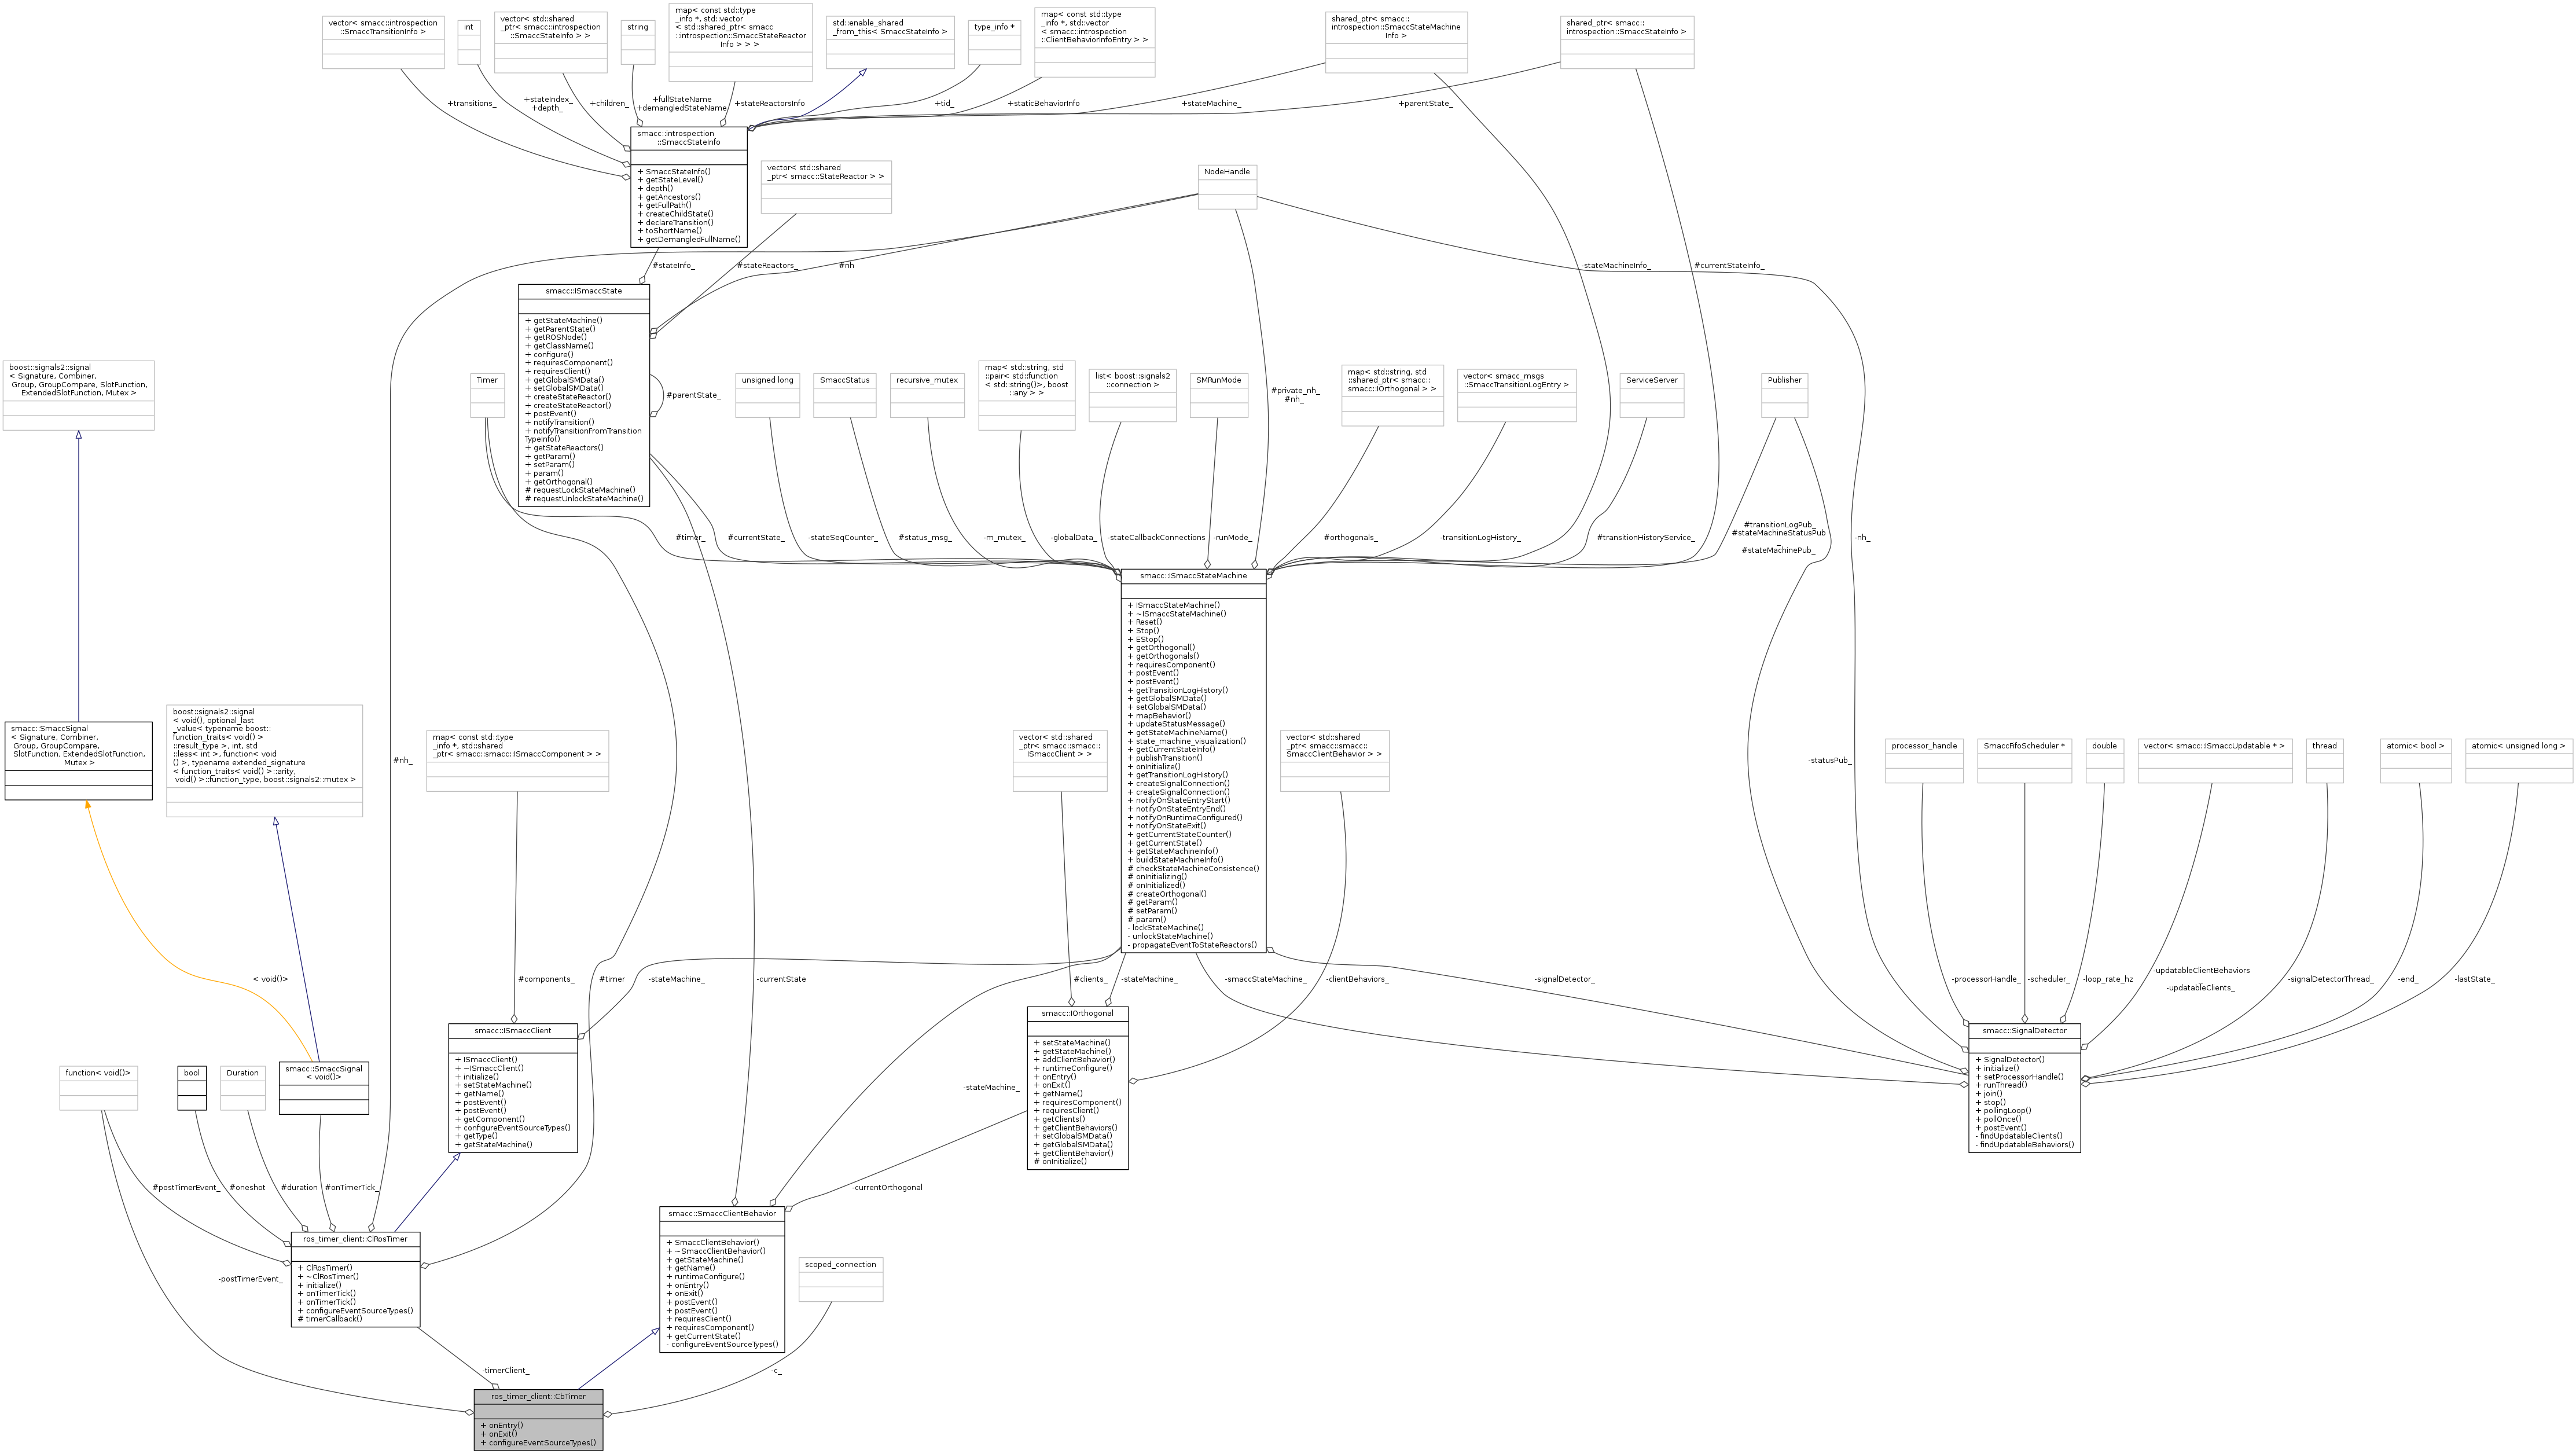 vector< smacc::introspection
::SmaccTransitionInfo >
int
vector< std::shared
_ptr< smacc::introspection
::SmaccStateInfo > >
string
map< const std::type
_info *, std::vector
< std::shared_ptr< smacc
::introspection::SmaccStateReactor
Info > > >
std::enable_shared
_from_this< SmaccStateInfo >
type_info *
map< const std::type
_info *, std::vector
< smacc::introspection
::ClientBehaviorInfoEntry > >
shared_ptr< smacc::
introspection::SmaccStateMachine
Info >
shared_ptr< smacc::
introspection::SmaccStateInfo >
+transitions_
+stateIndex_
+depth_
+children_
+fullStateName
+demangledStateName
+stateReactorsInfo
+tid_
+staticBehaviorInfo
+stateMachine_
+parentState_
smacc::introspection
::SmaccStateInfo
+ SmaccStateInfo()
+ getStateLevel()
+ depth()
+ getAncestors()
+ getFullPath()
+ createChildState()
+ declareTransition()
+ toShortName()
+ getDemangledFullName()
vector< std::shared
_ptr< smacc::StateReactor > >
NodeHandle
#stateInfo_
#stateReactors_
#nh
-stateMachineInfo_
#currentStateInfo_
smacc::ISmaccState
+ getStateMachine()
+ getParentState()
+ getROSNode()
+ getClassName()
+ configure()
+ requiresComponent()
+ requiresClient()
+ getGlobalSMData()
+ setGlobalSMData()
+ createStateReactor()
+ createStateReactor()
+ postEvent()
+ notifyTransition()
+ notifyTransitionFromTransition
TypeInfo()
+ getStateReactors()
+ getParam()
+ setParam()
+ param()
+ getOrthogonal()
# requestLockStateMachine()
# requestUnlockStateMachine()
#parentState_
boost::signals2::signal
< Signature, Combiner,
Group, GroupCompare, SlotFunction,
ExtendedSlotFunction, Mutex >
Timer
unsigned long
SmaccStatus
recursive_mutex
map< std::string, std
::pair< std::function
< std::string()>, boost
::any > >
list< boost::signals2
::connection >
SMRunMode
#private_nh_
#nh_
map< std::string, std
::shared_ptr< smacc::
smacc::IOrthogonal > >
vector< smacc_msgs
::SmaccTransitionLogEntry >
ServiceServer
Publisher
#timer_
#currentState_
-stateSeqCounter_
#status_msg_
-m_mutex_
-globalData_
-stateCallbackConnections
-runMode_
#orthogonals_
-transitionLogHistory_
#transitionHistoryService_
#transitionLogPub_
#stateMachineStatusPub
_
#stateMachinePub_
-nh_
smacc::ISmaccStateMachine
+ ISmaccStateMachine()
+ ~ISmaccStateMachine()
+ Reset()
+ Stop()
+ EStop()
+ getOrthogonal()
+ getOrthogonals()
+ requiresComponent()
+ postEvent()
+ postEvent()
+ getTransitionLogHistory()
+ getGlobalSMData()
+ setGlobalSMData()
+ mapBehavior()
+ updateStatusMessage()
+ getStateMachineName()
+ state_machine_visualization()
+ getCurrentStateInfo()
+ publishTransition()
+ onInitialize()
+ getTransitionLogHistory()
+ createSignalConnection()
+ createSignalConnection()
+ notifyOnStateEntryStart()
+ notifyOnStateEntryEnd()
+ notifyOnRuntimeConfigured()
+ notifyOnStateExit()
+ getCurrentStateCounter()
+ getCurrentState()
+ getStateMachineInfo()
+ buildStateMachineInfo()
# checkStateMachineConsistence()
# onInitializing()
# onInitialized()
# createOrthogonal()
# getParam()
# setParam()
# param()
- lockStateMachine()
- unlockStateMachine()
- propagateEventToStateReactors()
smacc::SmaccSignal
< Signature, Combiner,
Group, GroupCompare,
SlotFunction, ExtendedSlotFunction,
Mutex >
boost::signals2::signal
< void(), optional_last
_value< typename boost::
function_traits< void() >
::result_type >, int, std
::less< int >, function< void
() >, typename extended_signature
< function_traits< void() >::arity,
void() >::function_type, boost::signals2::mutex >
#nh_
map< const std::type
_info *, std::shared
_ptr< smacc::smacc::ISmaccComponent > >
vector< std::shared
_ptr< smacc::smacc::
ISmaccClient > >
vector< std::shared
_ptr< smacc::smacc::
SmaccClientBehavior > >
-statusPub_
processor_handle
SmaccFifoScheduler *
double
vector< smacc::ISmaccUpdatable * >
thread
atomic< bool >
atomic< unsigned long >
< void()>
#timer
#components_
-stateMachine_
-currentState
#clients_
-stateMachine_
-smaccStateMachine_
-clientBehaviors_
-signalDetector_
-processorHandle_
-scheduler_
-loop_rate_hz
-updatableClientBehaviors
_
-updatableClients_
-signalDetectorThread_
-end_
-lastState_
function< void()>
bool
Duration
smacc::SmaccSignal
< void()>
smacc::ISmaccClient
+ ISmaccClient()
+ ~ISmaccClient()
+ initialize()
+ setStateMachine()
+ getName()
+ postEvent()
+ postEvent()
+ getComponent()
+ configureEventSourceTypes()
+ getType()
+ getStateMachine()
-stateMachine_
smacc::IOrthogonal
+ setStateMachine()
+ getStateMachine()
+ addClientBehavior()
+ runtimeConfigure()
+ onEntry()
+ onExit()
+ getName()
+ requiresComponent()
+ requiresClient()
+ getClients()
+ getClientBehaviors()
+ setGlobalSMData()
+ getGlobalSMData()
+ getClientBehavior()
# onInitialize()
smacc::SignalDetector
+ SignalDetector()
+ initialize()
+ setProcessorHandle()
+ runThread()
+ join()
+ stop()
+ pollingLoop()
+ pollOnce()
+ postEvent()
- findUpdatableClients()
- findUpdatableBehaviors()
#postTimerEvent_
#oneshot
#duration
#onTimerTick_
-currentOrthogonal
ros_timer_client::ClRosTimer
+ ClRosTimer()
+ ~ClRosTimer()
+ initialize()
+ onTimerTick()
+ onTimerTick()
+ configureEventSourceTypes()
# timerCallback()
-postTimerEvent_
smacc::SmaccClientBehavior
+ SmaccClientBehavior()
+ ~SmaccClientBehavior()
+ getStateMachine()
+ getName()
+ runtimeConfigure()
+ onEntry()
+ onExit()
+ postEvent()
+ postEvent()
+ requiresClient()
+ requiresComponent()
+ getCurrentState()
- configureEventSourceTypes()
scoped_connection
-timerClient_
-c_
ros_timer_client::CbTimer
+ onEntry()
+ onExit()
+ configureEventSourceTypes()